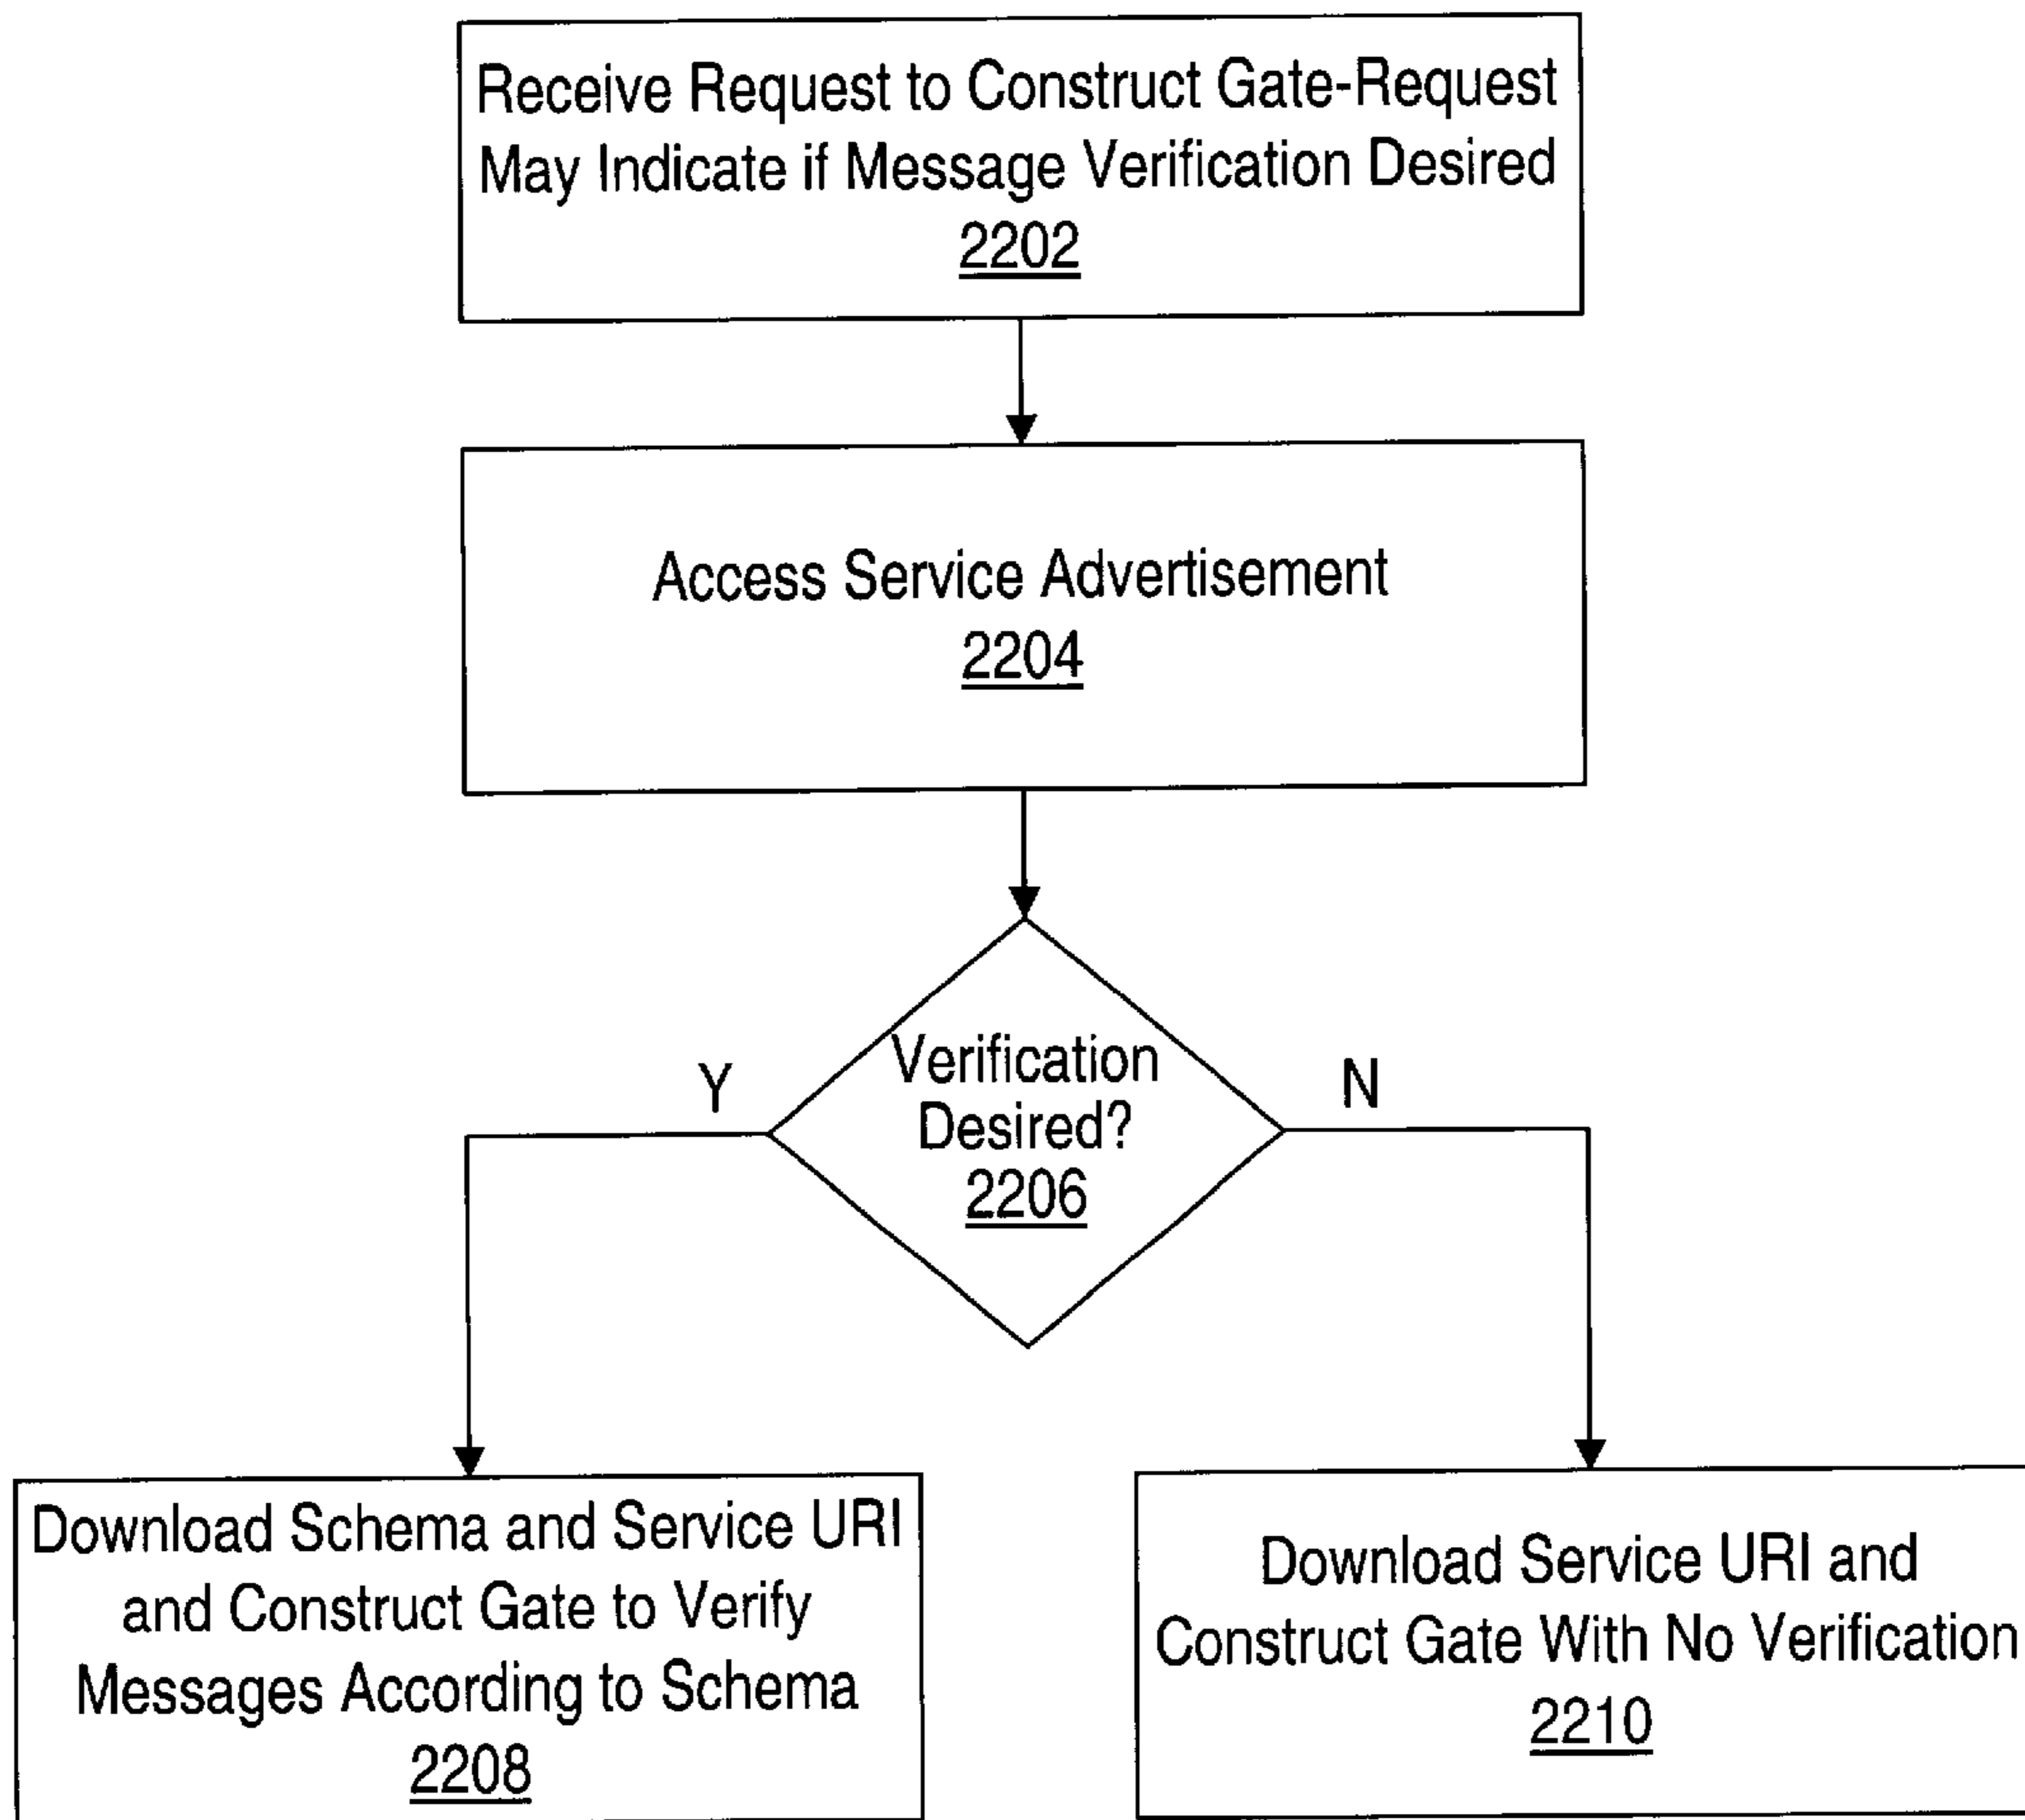 Receive Request to Construct Gate-Request
May Indicate if Message Verification Desired
2202
Access Service Advertisement
2204
Verification
Desired?
2206
Y
N
Download Schema and Service URI
and Construct Gate to Verify
Messages According to Schema
2208
Download Service URI and
Construct Gate With No Verification
2210